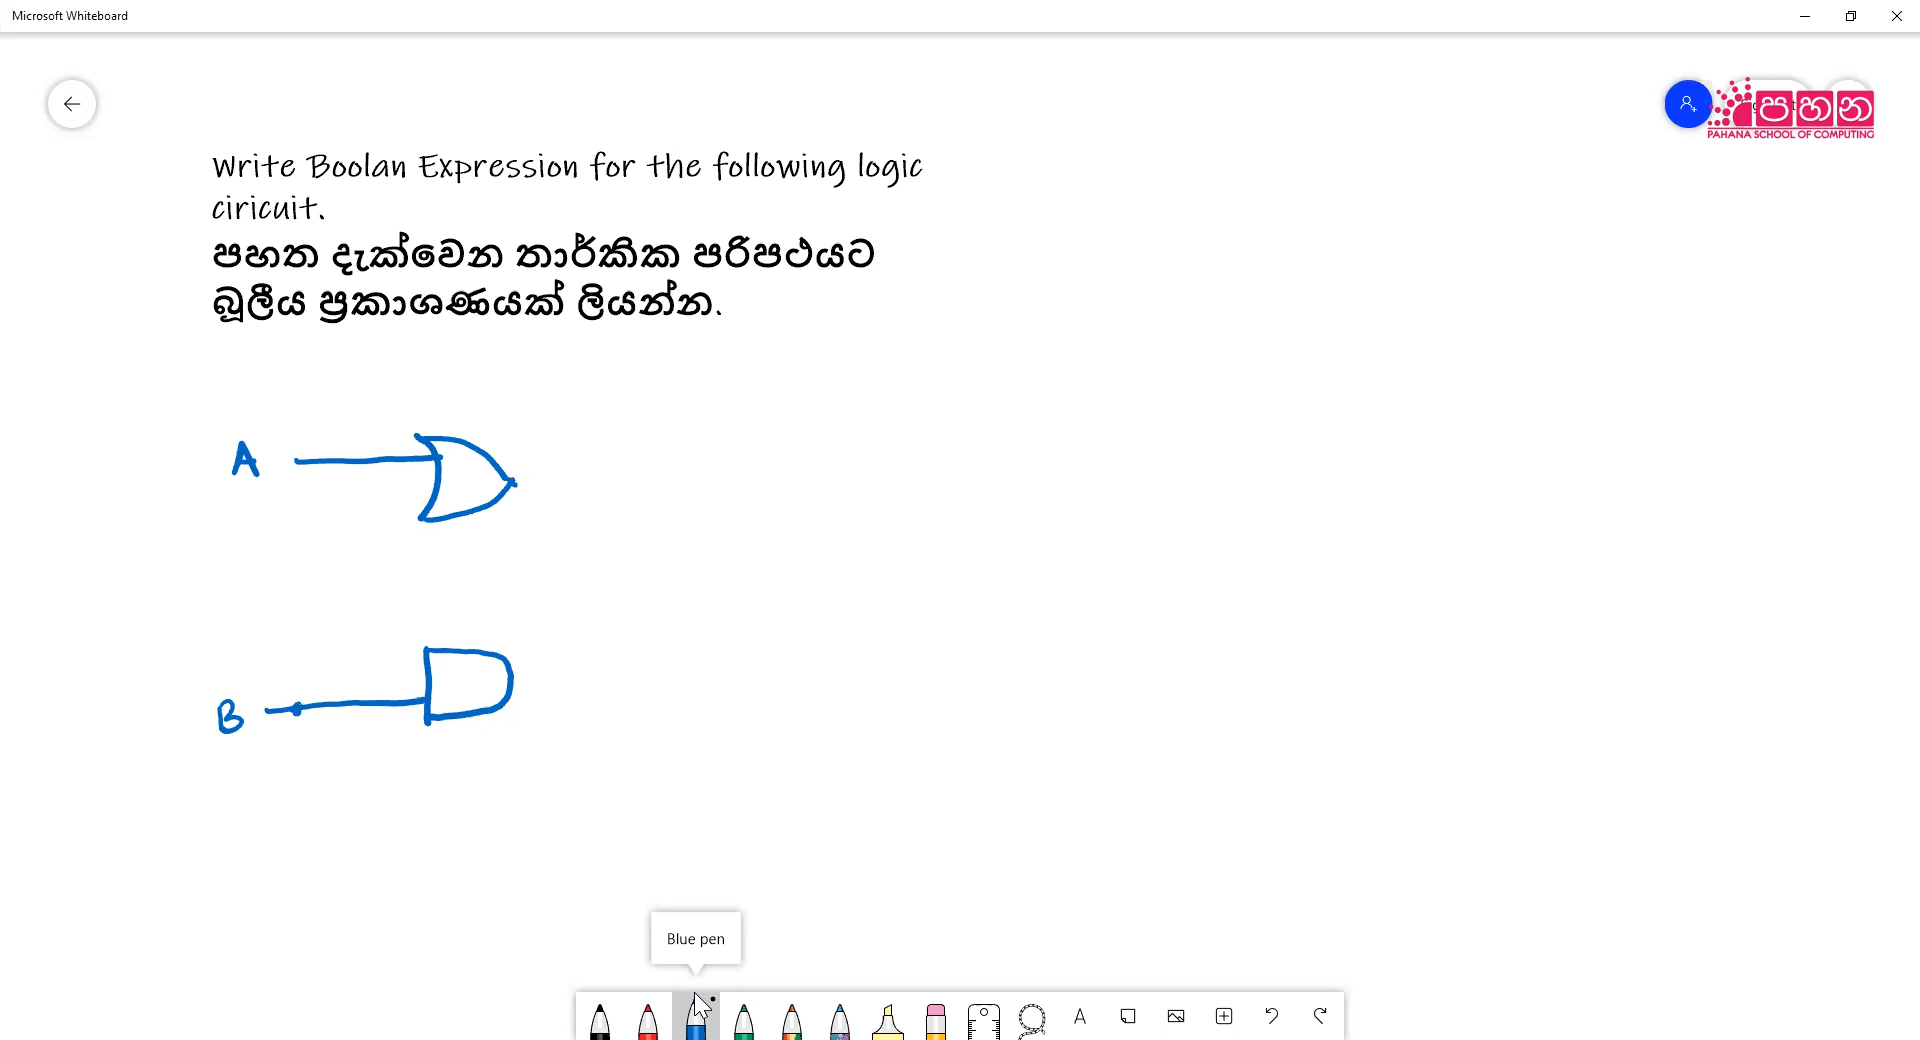 Microsoft Whiteboard
පහන
PAHANA SCHOOL OF COMPUTING
Write Boolan Expression for the following logic
ciricuit.
පහත දැක්වෙන තාර්කික පරිපථයට
බූලීය ප්‍රකාශණයක් ලියන්න.
A
B
Blue pen